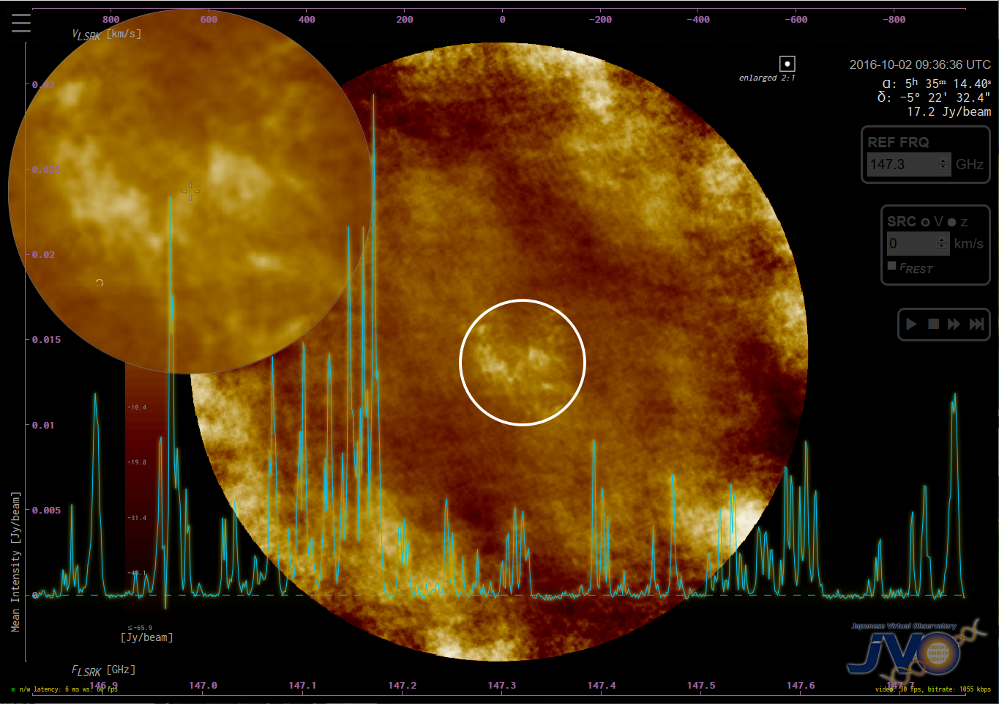 800 600 400 200 0 −200 −400 −600 −800
VLSRK [km/s]
2016-10-02 09:36:36 UTC
enlarged 2:1
α: 5h 35m 14.40s
δ: −5° 22' 32.4"
17.2 Jy/beam
REF FRQ
147.3 GHz
SRC V z
0 km/s
FREST
0.03
0.025
0.02
0.015
0.01
0.005
0
Mean Intensity [Jy/beam]
−10.4
−19.8
−31.4
−49.1
≤−65.9
[Jy/beam]
Japanese Virtual Observatory
JVO
1001010
1010110
1001111
FLSRK [GHz]
146.9 147.0 147.1 147.2 147.3 147.4 147.5 147.6 147.7
n/w latency: 6 ms ws: 60 fps
video: 30 fps, bitrate: 1055 kbps